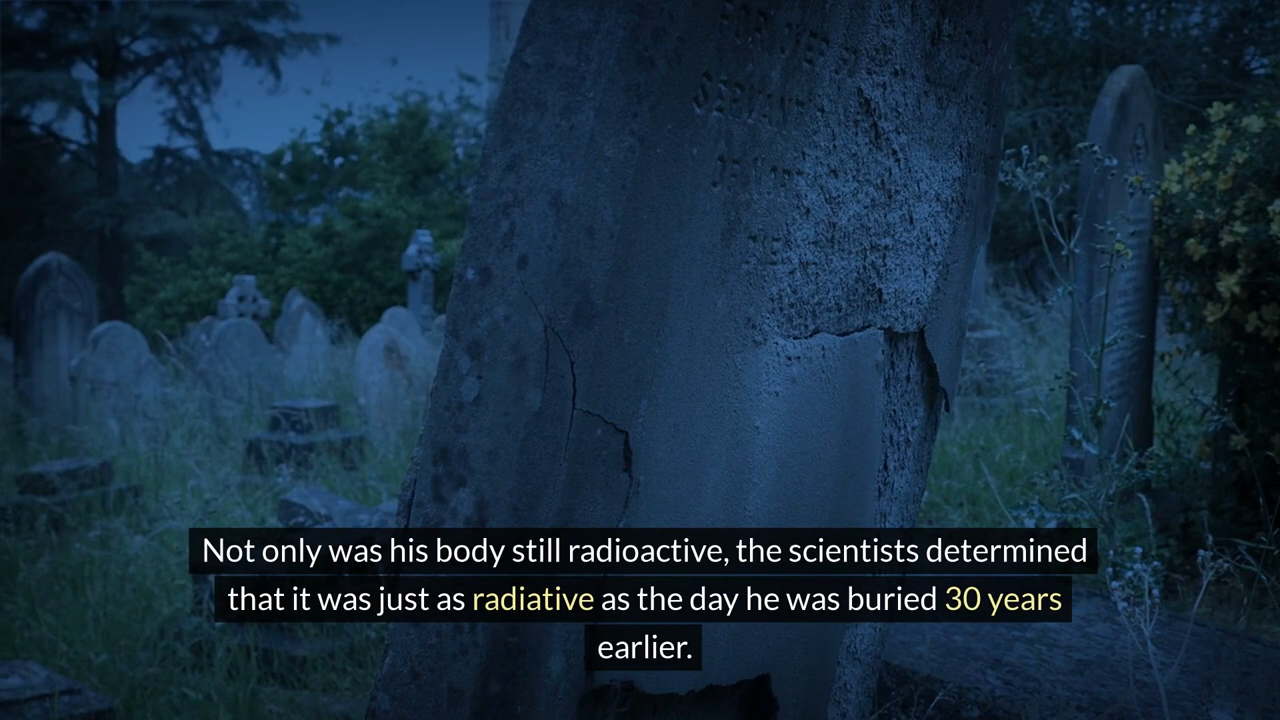 Not only was his body still radioactive, the scientists determined
that it was just as radiative as the day he was buried 30 years
earlier.